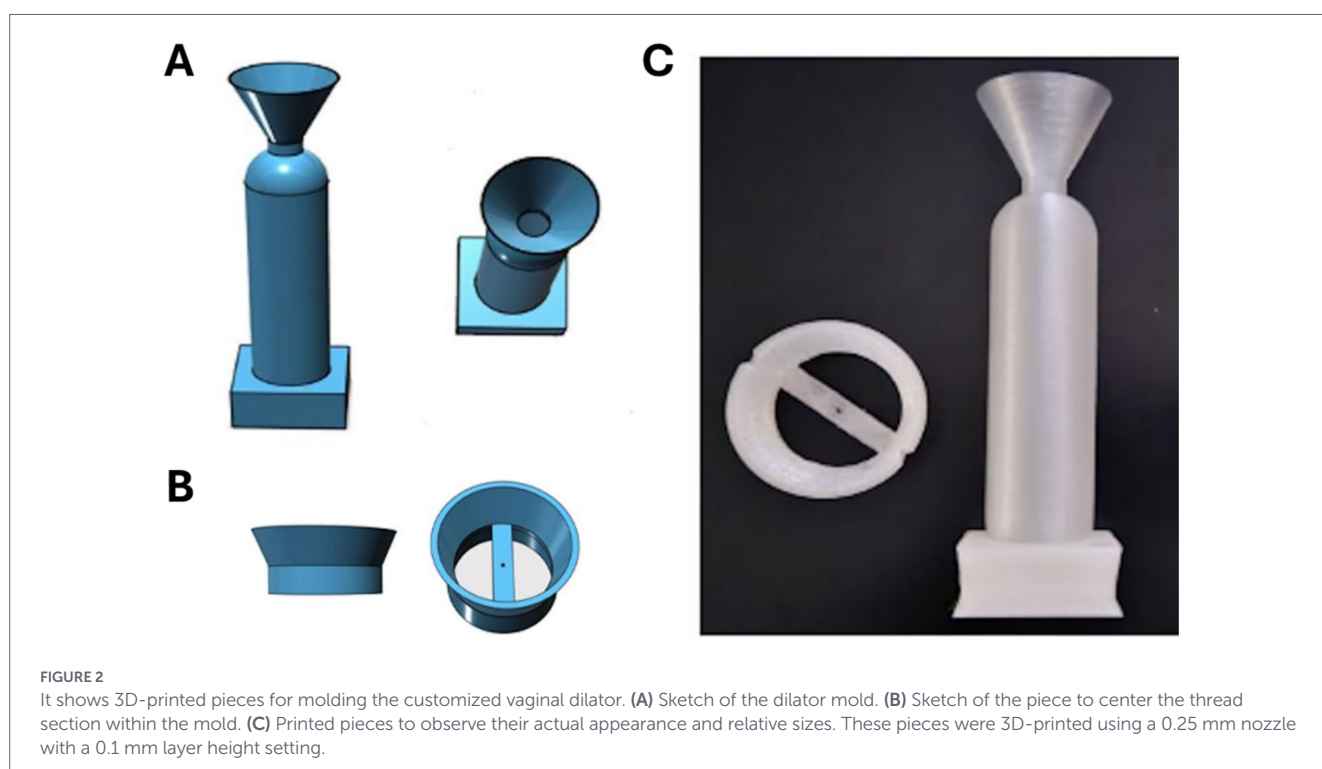 A
C
B
FIGURE 2
It shows 3D-printed pieces for molding the customized vaginal dilator. (A) Sketch of the dilator mold. (B) Sketch of the piece to center the thread
section within the mold. (C) Printed pieces to observe their actual appearance and relative sizes. These pieces were 3D-printed using a 0.25 mm nozzle
with a 0.1 mm layer height setting.